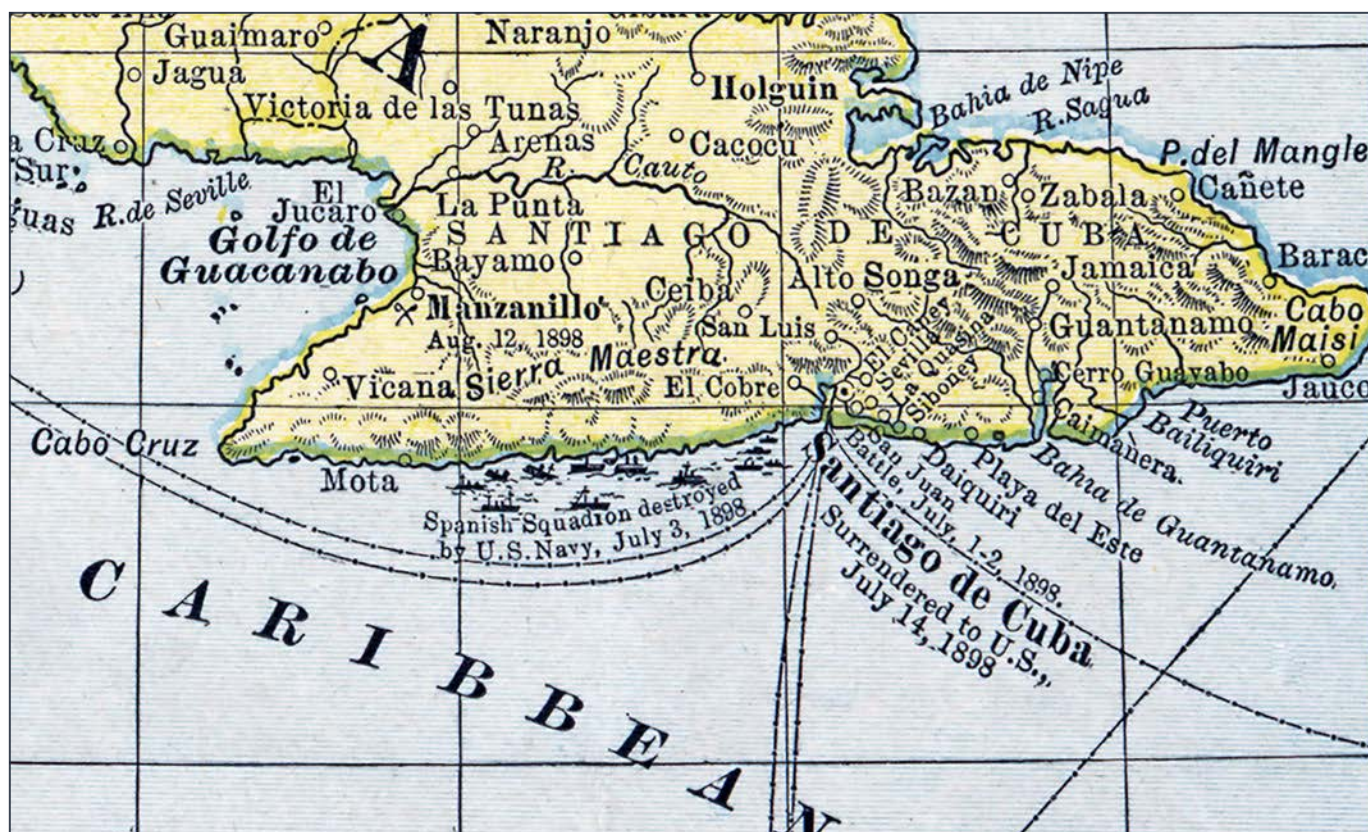 Guaimaro
Naranjo
Jagua
Holguin
Bahia de Nipe
R. Sagua
Victoria de las Tunas
A
Arenas
Cacocu
P. del Mangle
a Cruz
Sur
R. Cauto
Bazan
Zabala
Cañete
guas
R. de Seville
El Jucaro
La Punta
SANTIAGO DE CUBA
Golfo de
Guacanabo
Bayamo
Barac
Alto Songa
Jamaica
Ceiba
Manzanillo
Aug. 12, 1898
San Luis
El Caney
Sevilla
La Quasina
Siboney
Guantanamo
Cabo
Maisi
Vicana
Sierra Maestra
El Cobre
Cerro Guayabo
Jauco
Cabo Cruz
Mota
Caimanera.
Puerto
Bailiquiri
Spanish Squadron destroyed
by U.S. Navy, July 3, 1898
San Juan
Battle, July, 1-2, 1898.
Daiquiri
Playa del Este
Bahia de Guantanamo.
Santiago de Cuba
Surrendered to U.S.,
July 14, 1898
CARIBBEAN